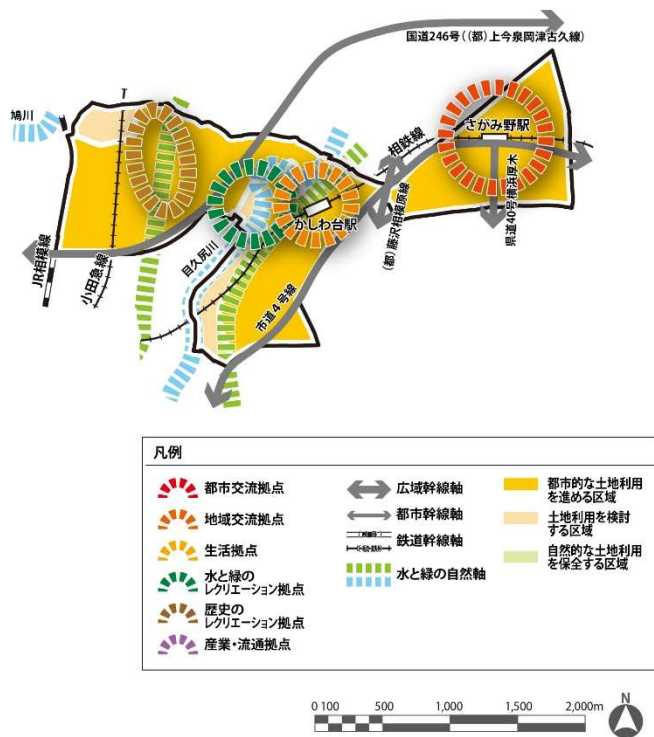 国道246号((都)上今泉岡津古久線)
鳩川
T
相鉄線
さがみ野駅
かしわ台駅
(都)藤沢相模原線
県道40号横浜厚木
目久尻川
JR相模線
小田急線
市道4号線
凡例
都市交流拠点
地域交流拠点
生活拠点
水と緑の
レクリエーション拠点
歴史の
レクリエーション拠点
産業・流通拠点
広域幹線軸
都市幹線軸
鉄道幹線軸
水と緑の自然軸
都市的な土地利用
を進める区域
土地利用を検討
する区域
自然的な土地利用
を保全する区域
0 100 500 1,000 1,500 2,000m
N